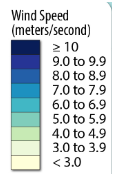 Wind Speed
(meters/second)
≥ 10
9.0 to 9.9
8.0 to 8.9
7.0 to 7.9
6.0 to 6.9
5.0 to 5.9
4.0 to 4.9
3.0 to 3.9
< 3.0